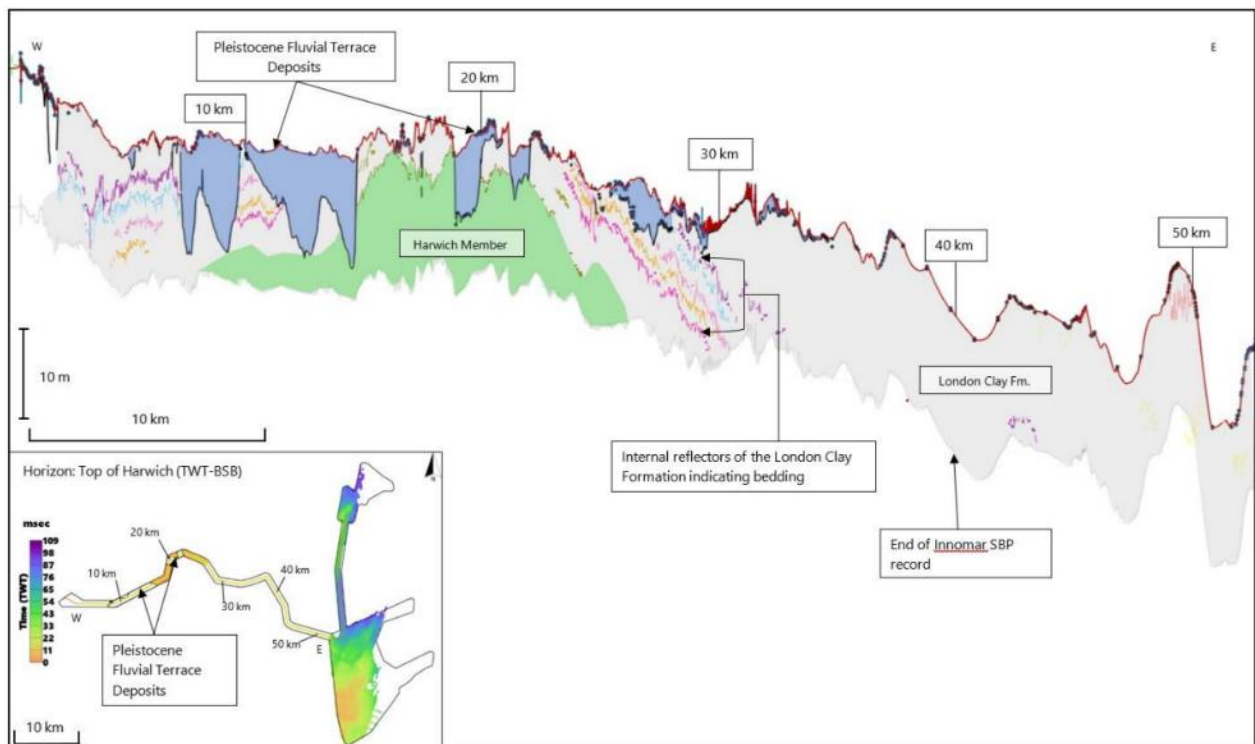 W
E
Pleistocene Fluvial Terrace
Deposits
20 km
10 km
30 km
50 km
40 km
Harwich Member
London Clay Fm.
10 m
10 km
Internal reflectors of the London Clay
Formation indicating bedding
End of Innomar SBP
record
Horizon: Top of Harwich (TWT-BSB)
msec
109
98
87
76
65
54
43
33
22
11
0
Time (TWT)
20 km
10 km
40 km
30 km
W
50 km
E
Pleistocene
Fluvial Terrace
Deposits
10 km